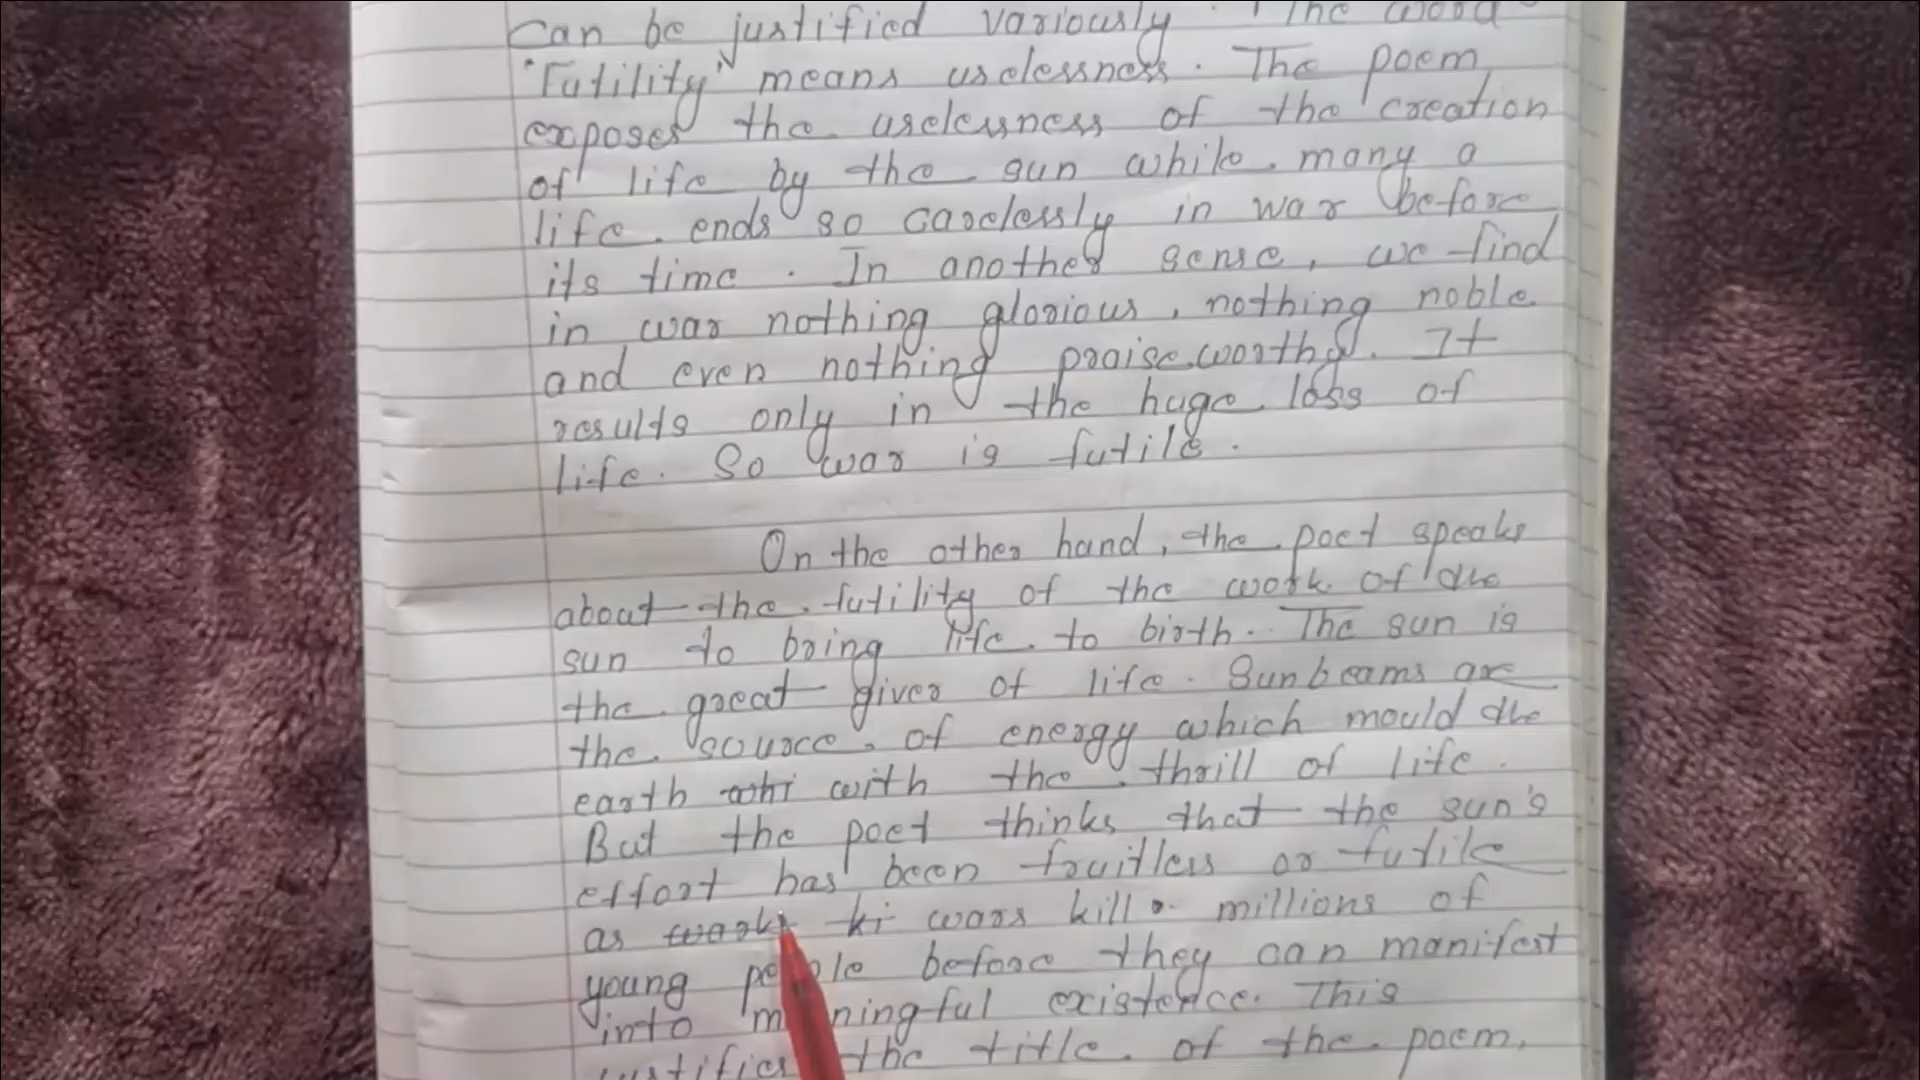 can be justified variously. The word
"Futility" means uselessness. The poem
exposes the uselessness of the creation
of life by the sun while many a
life ends so carelessly in war before
its time. In another sense, we find
in war nothing glorious, nothing noble
and even nothing praiseworthy. It
results only in the huge loss of
life. So war is futile.
On the other hand, the poet speaks
about the futility of the work of the
sun to bring life to birth. The sun is
the great giver of life. Sunbeams are
the source of energy which mould the
earth whi with the thrill of life.
But the poet thinks that the sun's
effort has been fruitless or futile
as work ki wars kill millions of
young people before they can manifest
into meaningful existence. This
justifies the title of the poem.